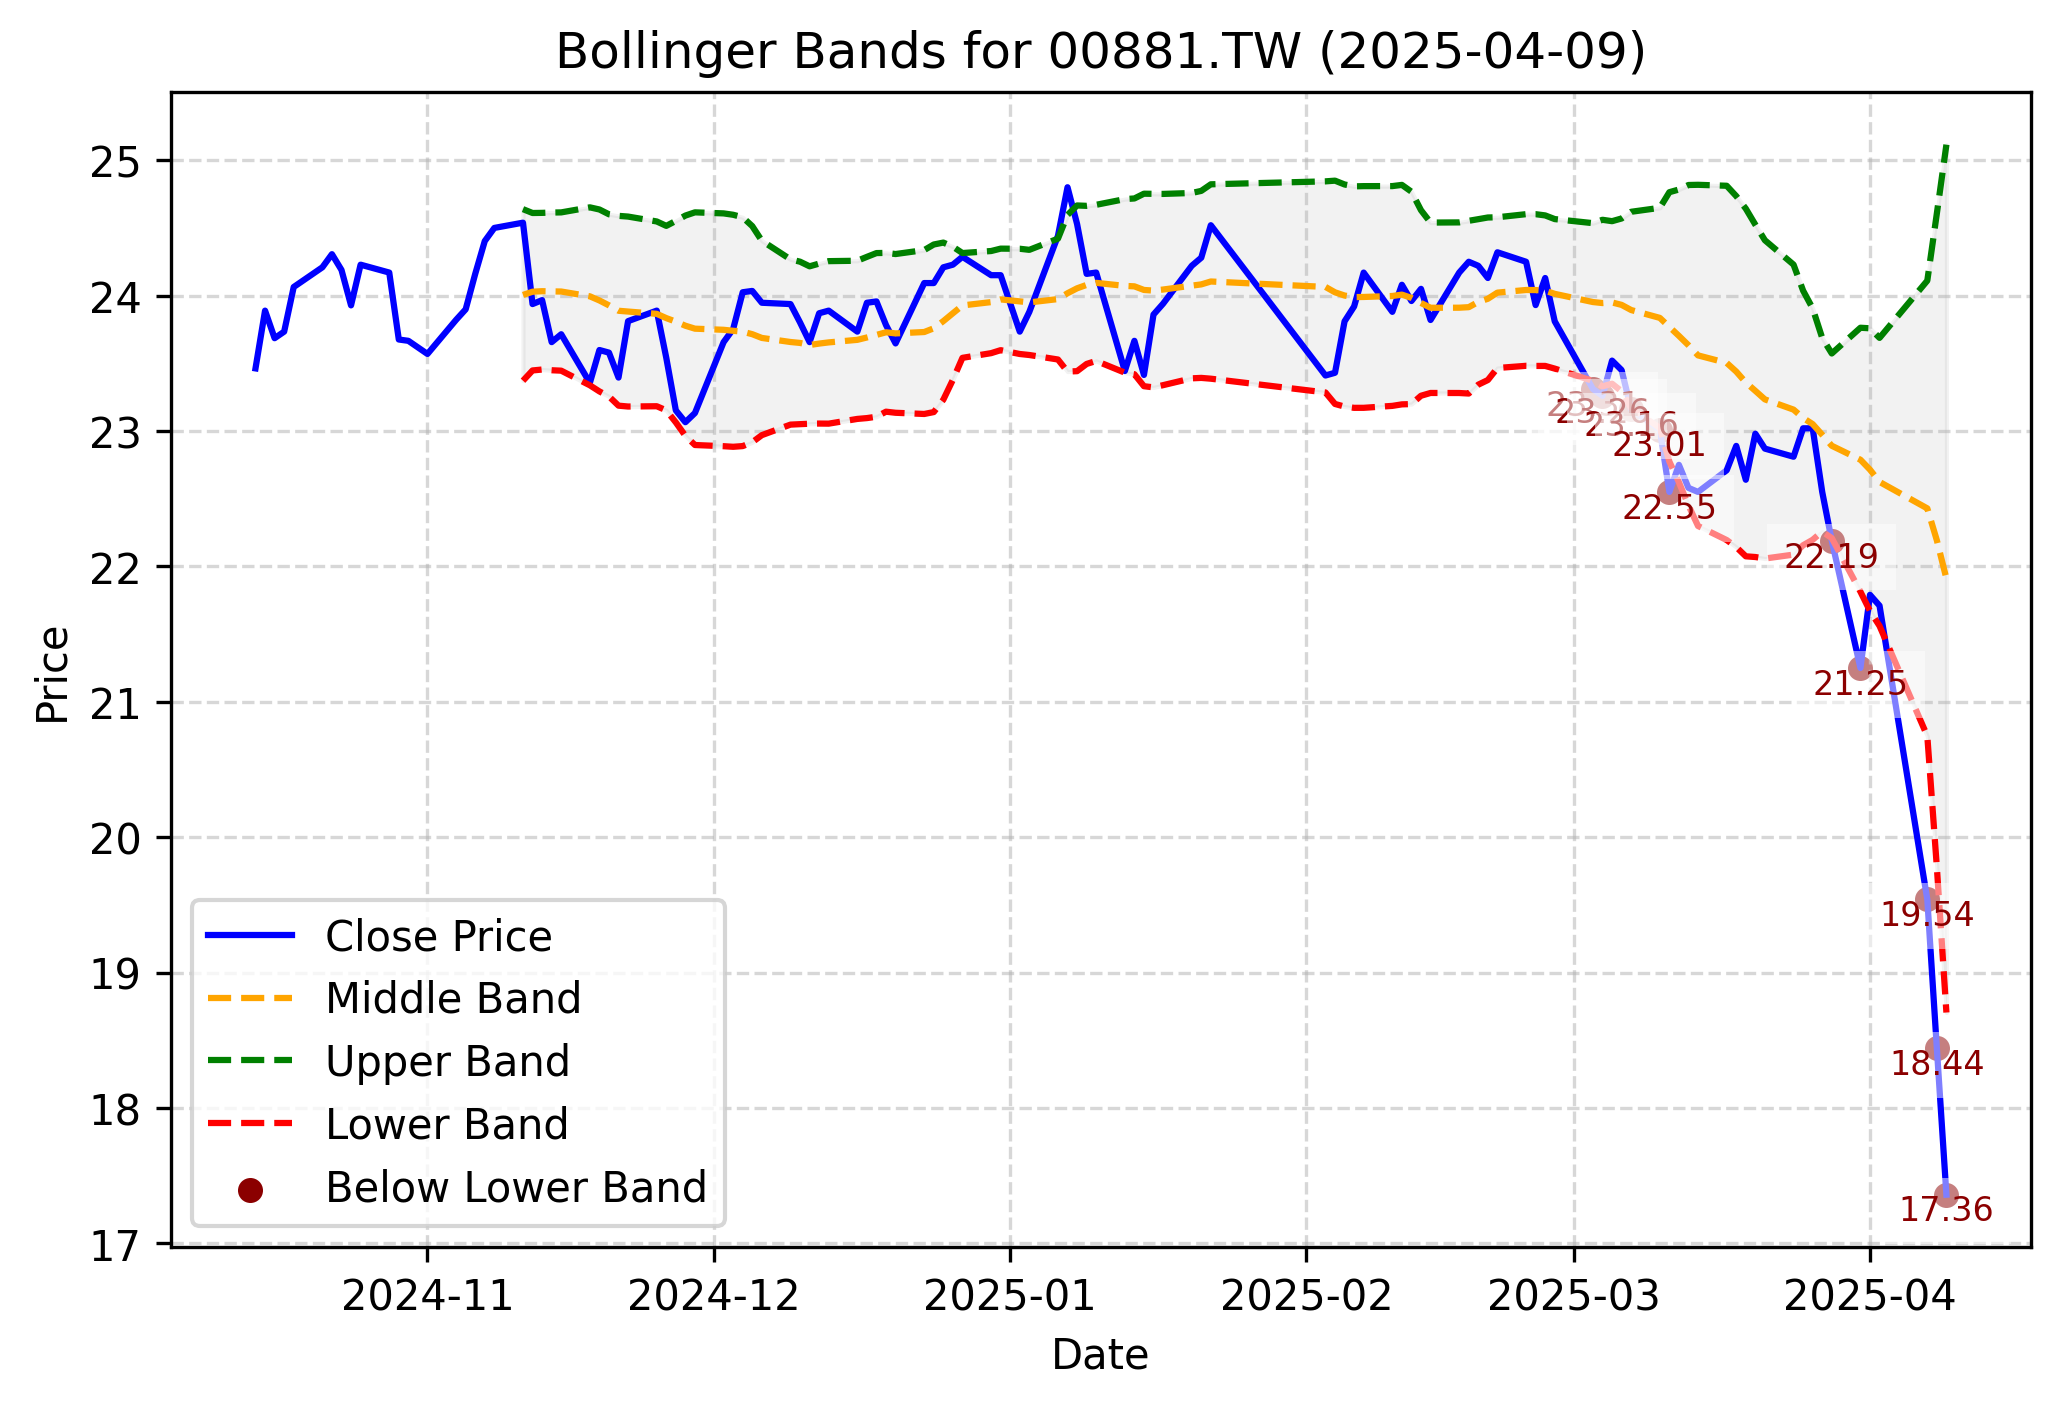 Bollinger Bands for 00881.TW (2025-04-09)
Price
25
24
23
22
21
20
19
18
17
23.16
23.01
22.55
22.19
21.25
19.54
18.44
17.36
Close Price
Middle Band
Upper Band
Lower Band
Below Lower Band
2024-11
2024-12
2025-01
2025-02
2025-03
2025-04
Date